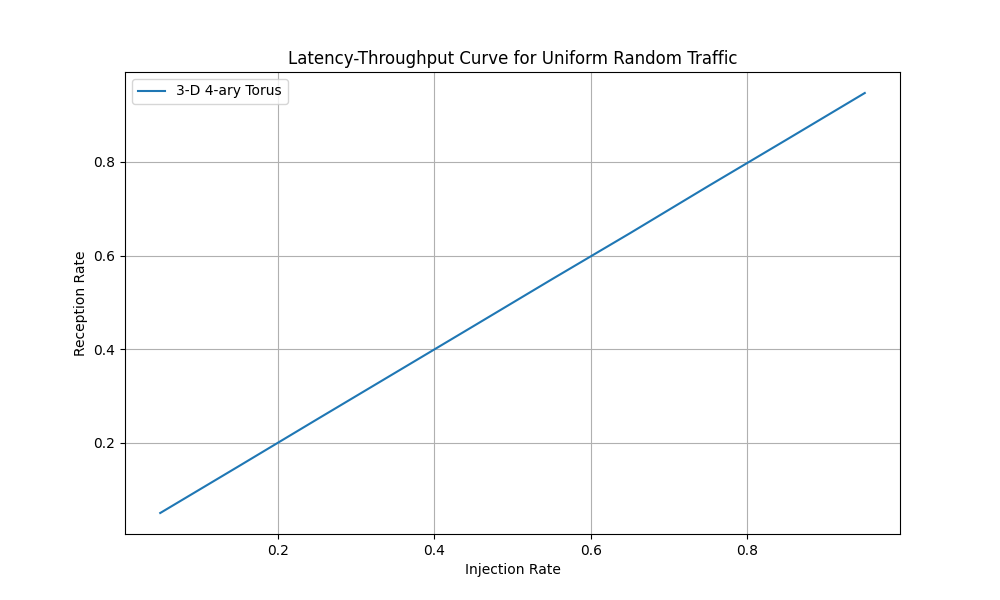 Latency-Throughput Curve for Uniform Random Traffic
3-D 4-ary Torus
0.8
0.6
0.4
0.2
Reception Rate
0.2 0.4 0.6 0.8
Injection Rate